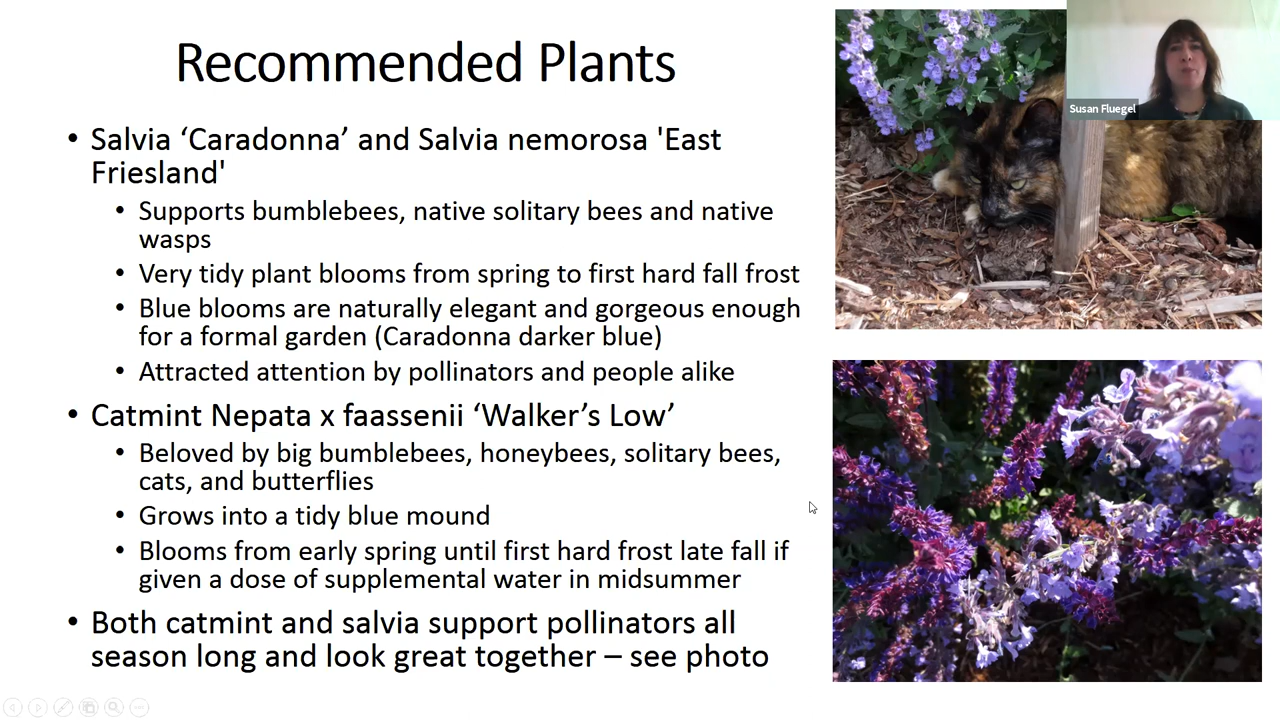 Recommended Plants
• Salvia ‘Caradonna’ and Salvia nemorosa 'East
Friesland'
• Supports bumblebees, native solitary bees and native
wasps
• Very tidy plant blooms from spring to first hard fall frost
• Blue blooms are naturally elegant and gorgeous enough
for a formal garden (Caradonna darker blue)
• Attracted attention by pollinators and people alike
• Catmint Nepata x faassenii ‘Walker’s Low’
• Beloved by big bumblebees, honeybees, solitary bees,
cats, and butterflies
• Grows into a tidy blue mound
• Blooms from early spring until first hard frost late fall if
given a dose of supplemental water in midsummer
• Both catmint and salvia support pollinators all
season long and look great together – see photo
Susan Fluegel